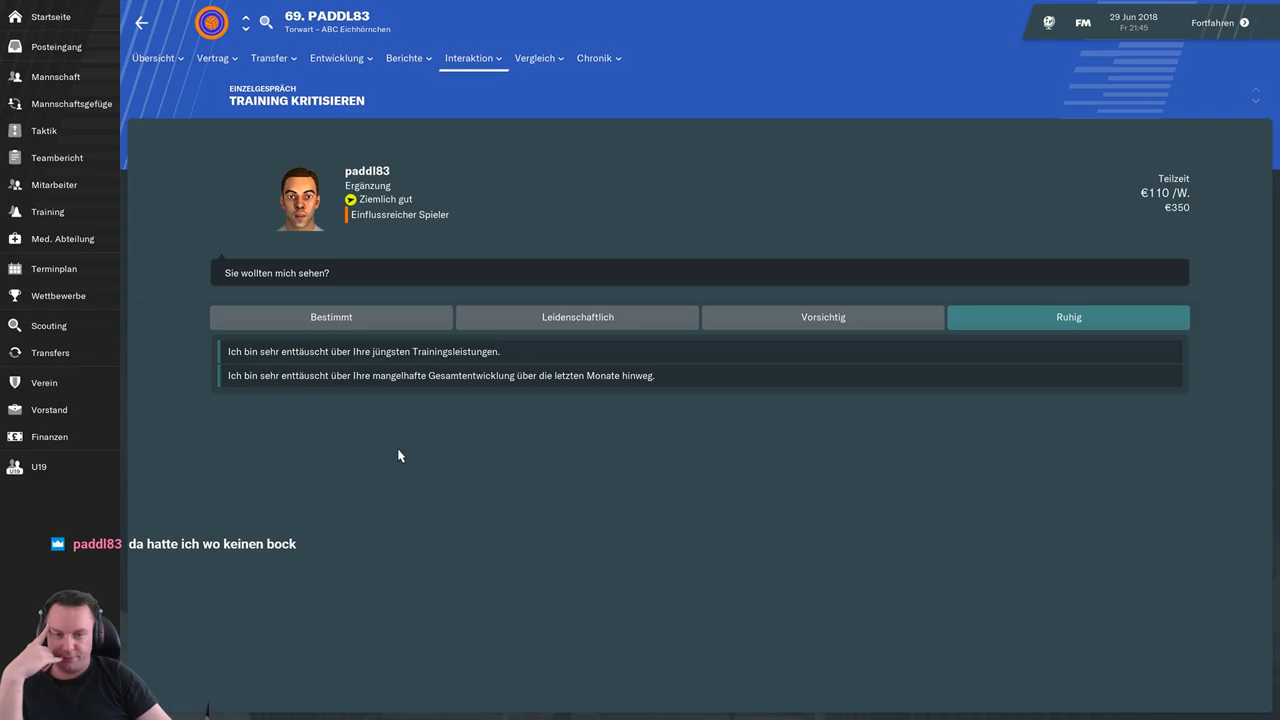 Startseite
Posteingang
Mannschaft
Mannschaftsgefüge
Taktik
Teambericht
Mitarbeiter
Training
Med. Abteilung
Terminplan
Wettbewerbe
Scouting
Transfers
Verein
Vorstand
Finanzen
U19
69. PADDL83
Torwart – ABC Eichhörnchen
FM
29 Jun 2018
Fr 21:45
Fortfahren
Übersicht
Vertrag
Transfer
Entwicklung
Berichte
Interaktion
Vergleich
Chronik
EINZELGESPRÄCH
TRAINING KRITISIEREN
paddl83
Ergänzung
Ziemlich gut
Einflussreicher Spieler
Teilzeit
€110 /W.
€350
Sie wollten mich sehen?
Bestimmt
Leidenschaftlich
Vorsichtig
Ruhig
Ich bin sehr enttäuscht über Ihre jüngsten Trainingsleistungen.
Ich bin sehr enttäuscht über Ihre mangelhafte Gesamtentwicklung über die letzten Monate hinweg.
paddl83 da hatte ich wo keinen bock